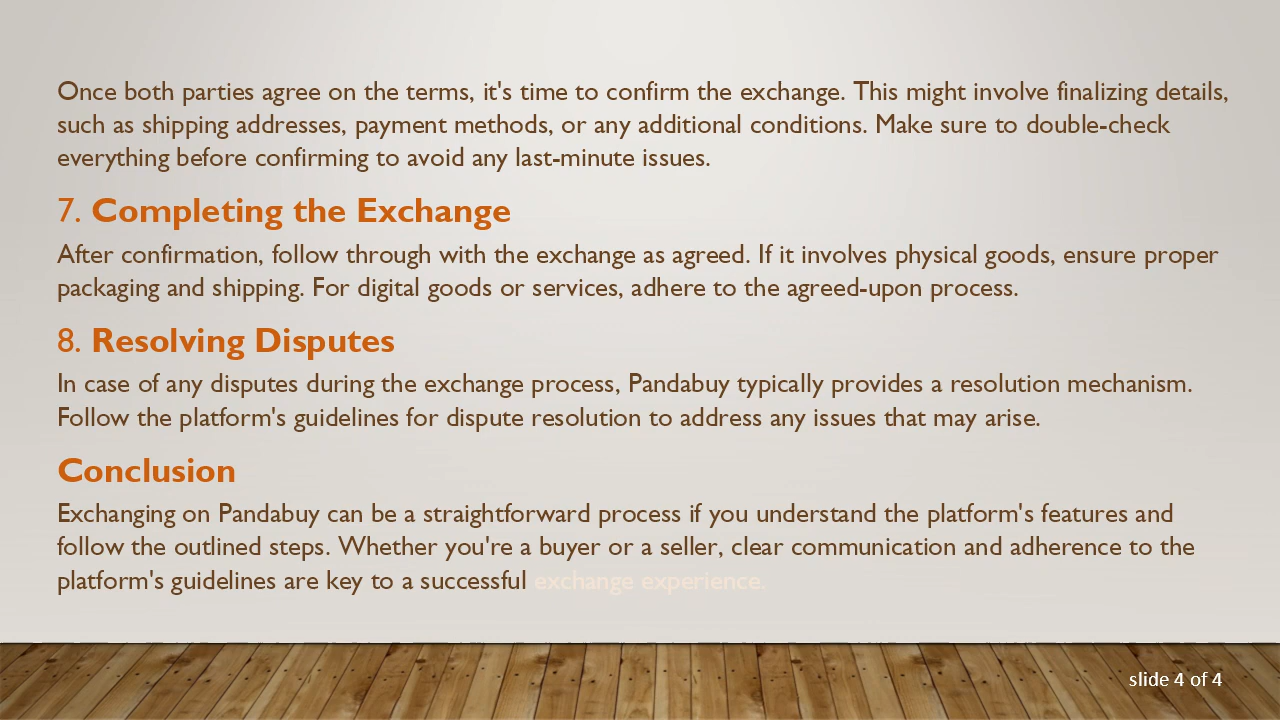 Once both parties agree on the terms, it's time to confirm the exchange. This might involve finalizing details,
such as shipping addresses, payment methods, or any additional conditions. Make sure to double-check
everything before confirming to avoid any last-minute issues.
7. Completing the Exchange
After confirmation, follow through with the exchange as agreed. If it involves physical goods, ensure proper
packaging and shipping. For digital goods or services, adhere to the agreed-upon process.
8. Resolving Disputes
In case of any disputes during the exchange process, Pandabuy typically provides a resolution mechanism.
Follow the platform's guidelines for dispute resolution to address any issues that may arise.
Conclusion
Exchanging on Pandabuy can be a straightforward process if you understand the platform's features and
follow the outlined steps. Whether you're a buyer or a seller, clear communication and adherence to the
platform's guidelines are key to a successful exchange experience.
slide 4 of 4